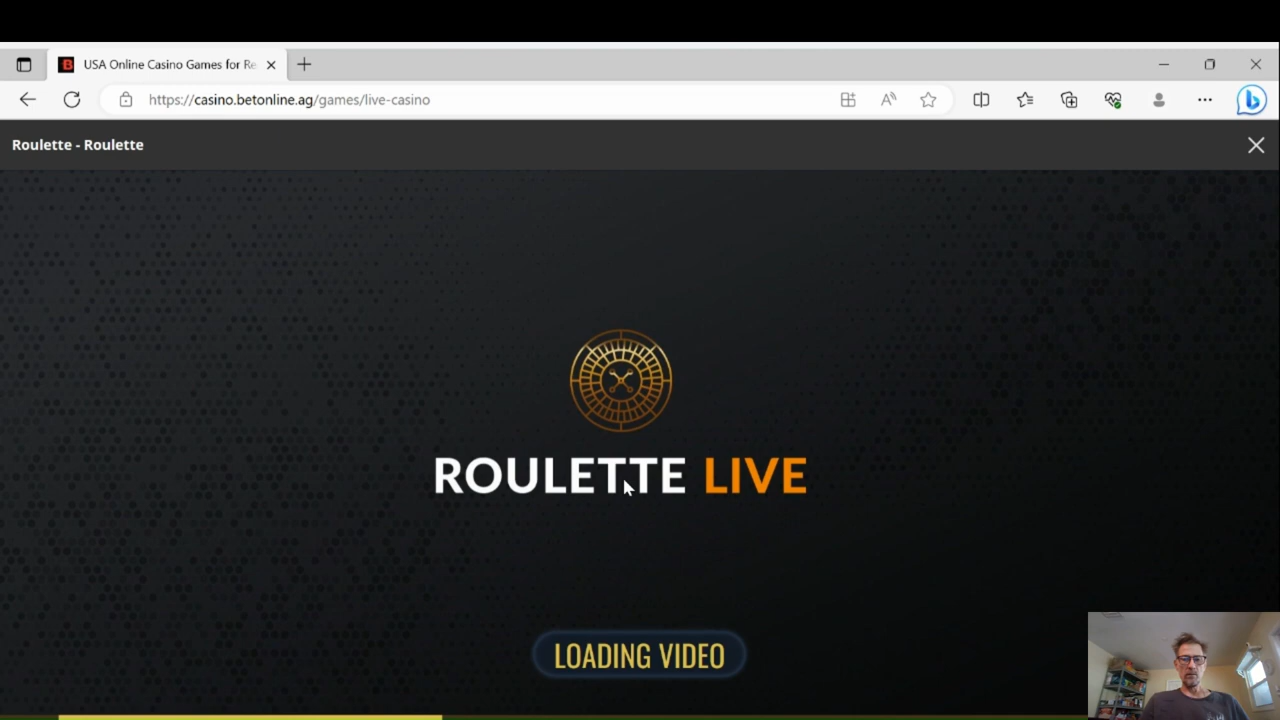 USA Online Casino Games for Re
https://casino.betonline.ag/games/live-casino
Roulette - Roulette
ROULETTE LIVE
LOADING VIDEO